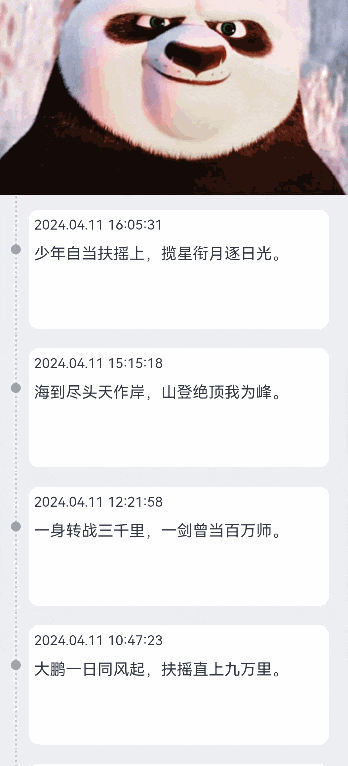 2024.04.11 16:05:31
少年自当扶摇上，揽星衔月逐日光。
2024.04.11 15:15:18
海到尽头天作岸，山登绝顶我为峰。
2024.04.11 12:21:58
一身转战三千里，一剑曾当百万师。
2024.04.11 10:47:23
大鹏一日同风起，扶摇直上九万里。